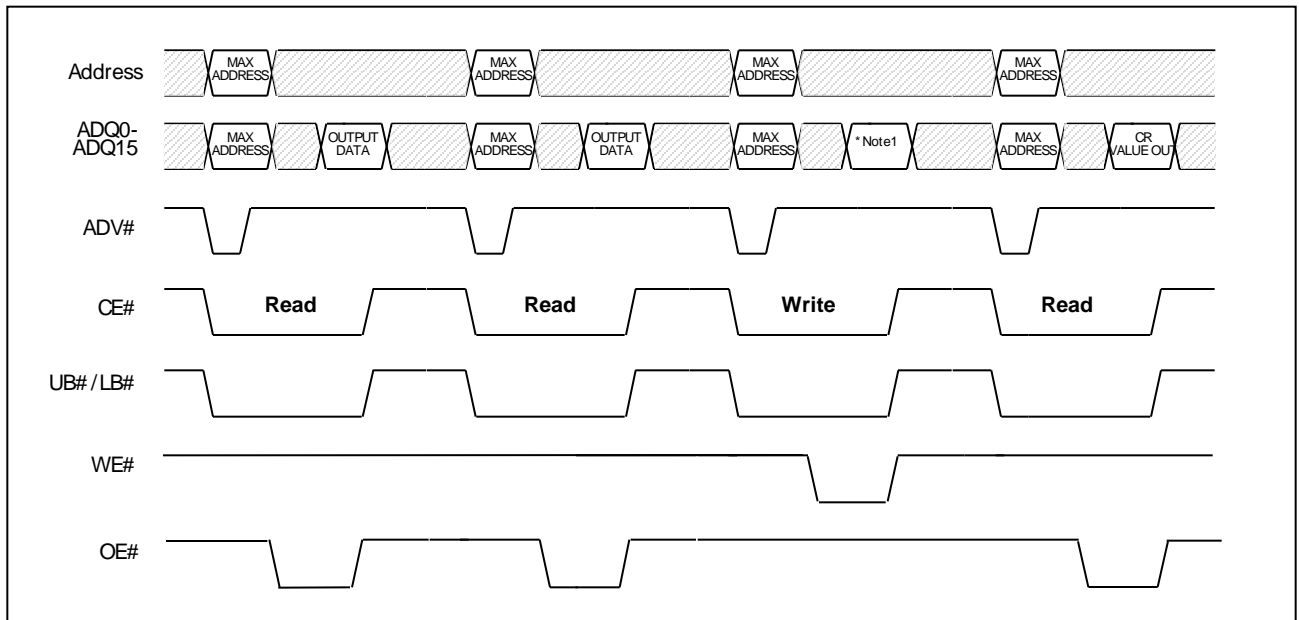 Address
MAX
ADDRESS
MAX
ADDRESS
MAX
ADDRESS
MAX
ADDRESS
ADQ0-
ADQ15
MAX
ADDRESS
OUTPUT
DATA
MAX
ADDRESS
OUTPUT
DATA
MAX
ADDRESS
*Note1
MAX
ADDRESS
CR
VALUE OUT
ADV#
CE#
Read
Read
Write
Read
UB# / LB#
WE#
OE#